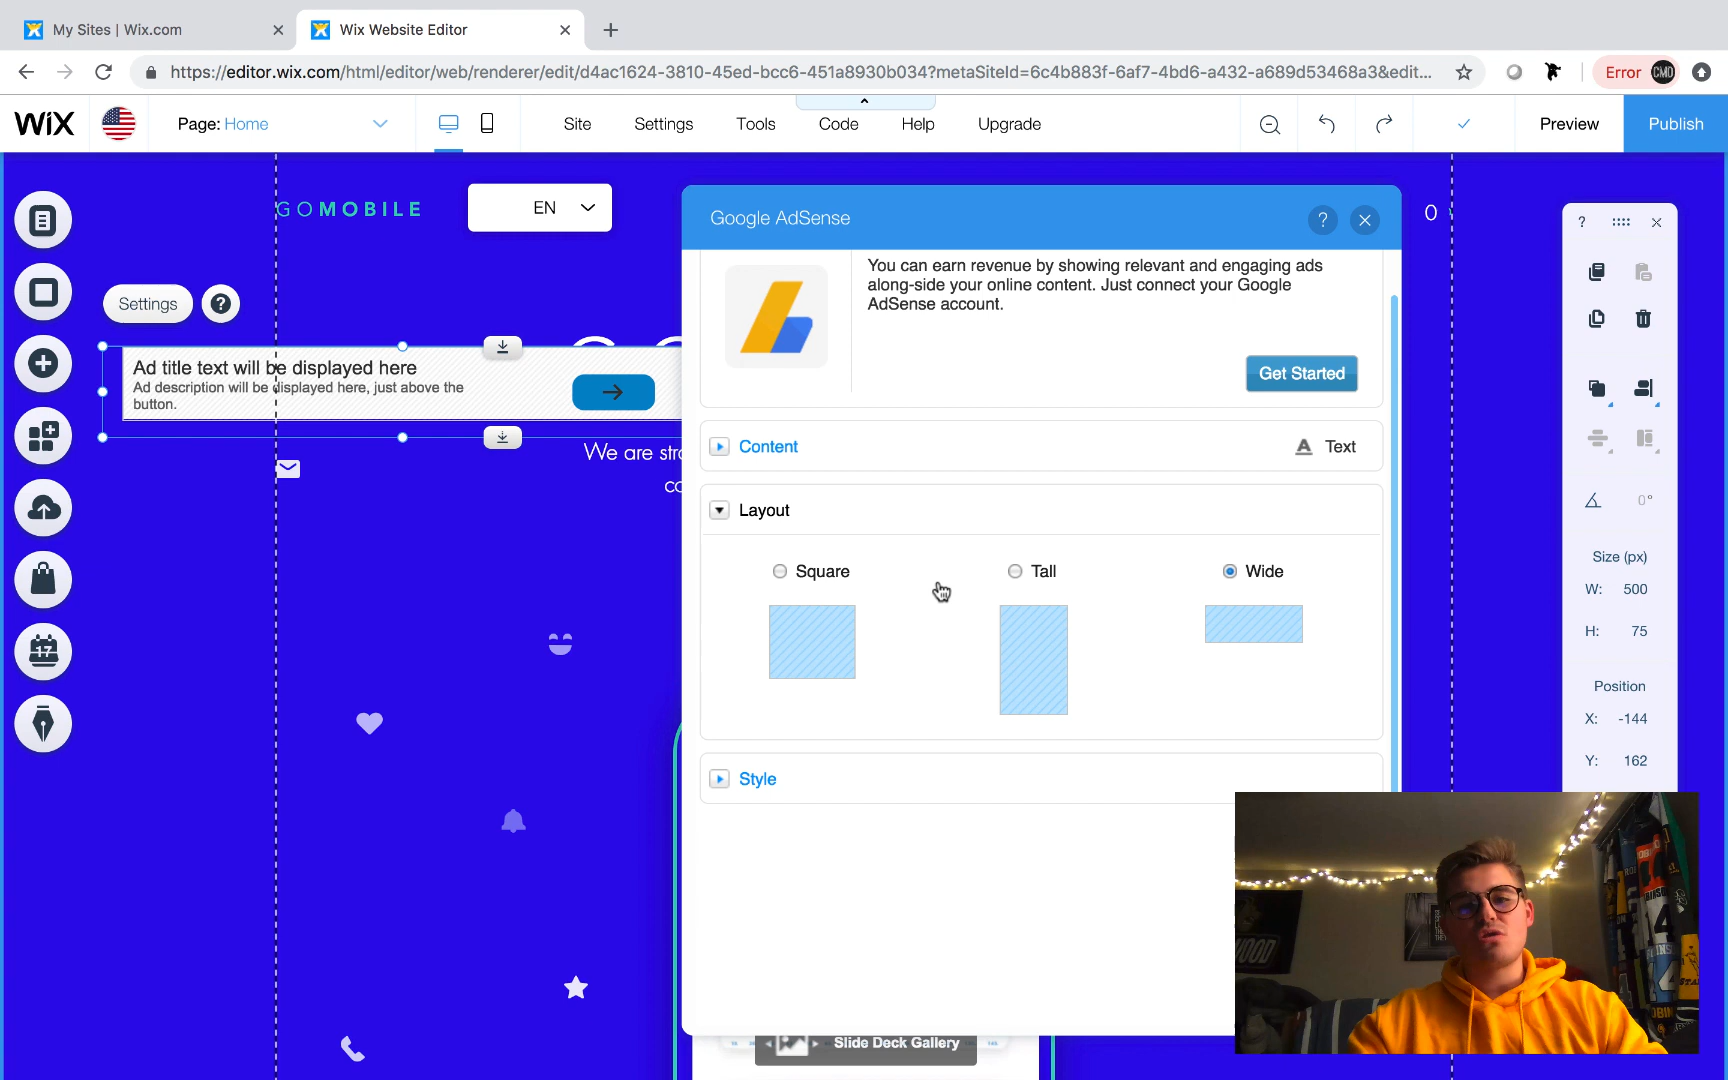 My Sites | Wix.com
Wix Website Editor
https://editor.wix.com/html/editor/web/renderer/edit/d4ac1624-3810-45ed-bcc6-451a8930b034?metaSiteId=6c4b883f-6af7-4bd6-a432-a689d53468a3&edit...
Error CMD
WiX
Page: Home
Site
Settings
Tools
Code
Help
Upgrade
Preview
Publish
GOMOBILE
EN
Google AdSense
?
0
?
You can earn revenue by showing relevant and engaging ads
along-side your online content. Just connect your Google
AdSense account.
Settings
?
Get Started
Ad title text will be displayed here
Ad description will be displayed here, just above the
button.
We are
Content
Text
Layout
Square
Tall
Wide
Style
0°
Size (px)
W: 500
H: 75
Position
X: -144
Y: 162
17
Slide Deck Gallery